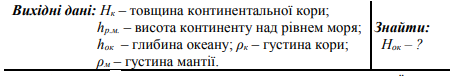 Вихідні дані: Hк – товщина континентальної кори;
hр.м. – висота континенту над рівнем моря;
hок – глибина океану; ρк – густина кори;
ρм – густина мантії.
Знайти:
Hок – ?